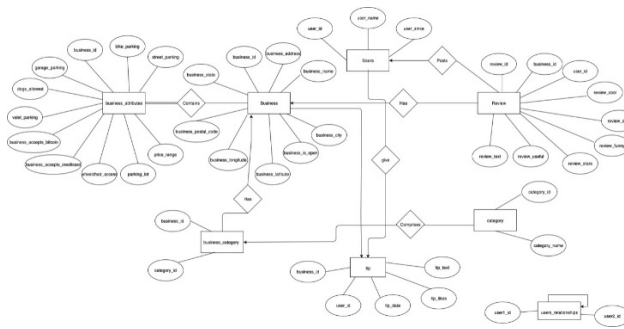 user_name
user_id
user_since
Users
Posts
review_id
business_id
user_id
review_cool
review_funny
review_stars
review_useful
review_text
Review
Has
business_id
bike_parking
street_parking
garage_parking
dogs_allowed
valet_parking
business_accepts_bitcoin
wheelchair_access
parking_lot
price_range
business_attributes
Contains
business_id
business_address
business_name
business_state
business_postal_code
business_longitude
business_latitude
business_is_open
business_city
Business
give
Has
business_id
category_id
business_category
Comprises
category
category_id
category_name
business_id
user_id
tip_date
tip_likes
tip_text
tip
user1_id
users_relationships
user2_id